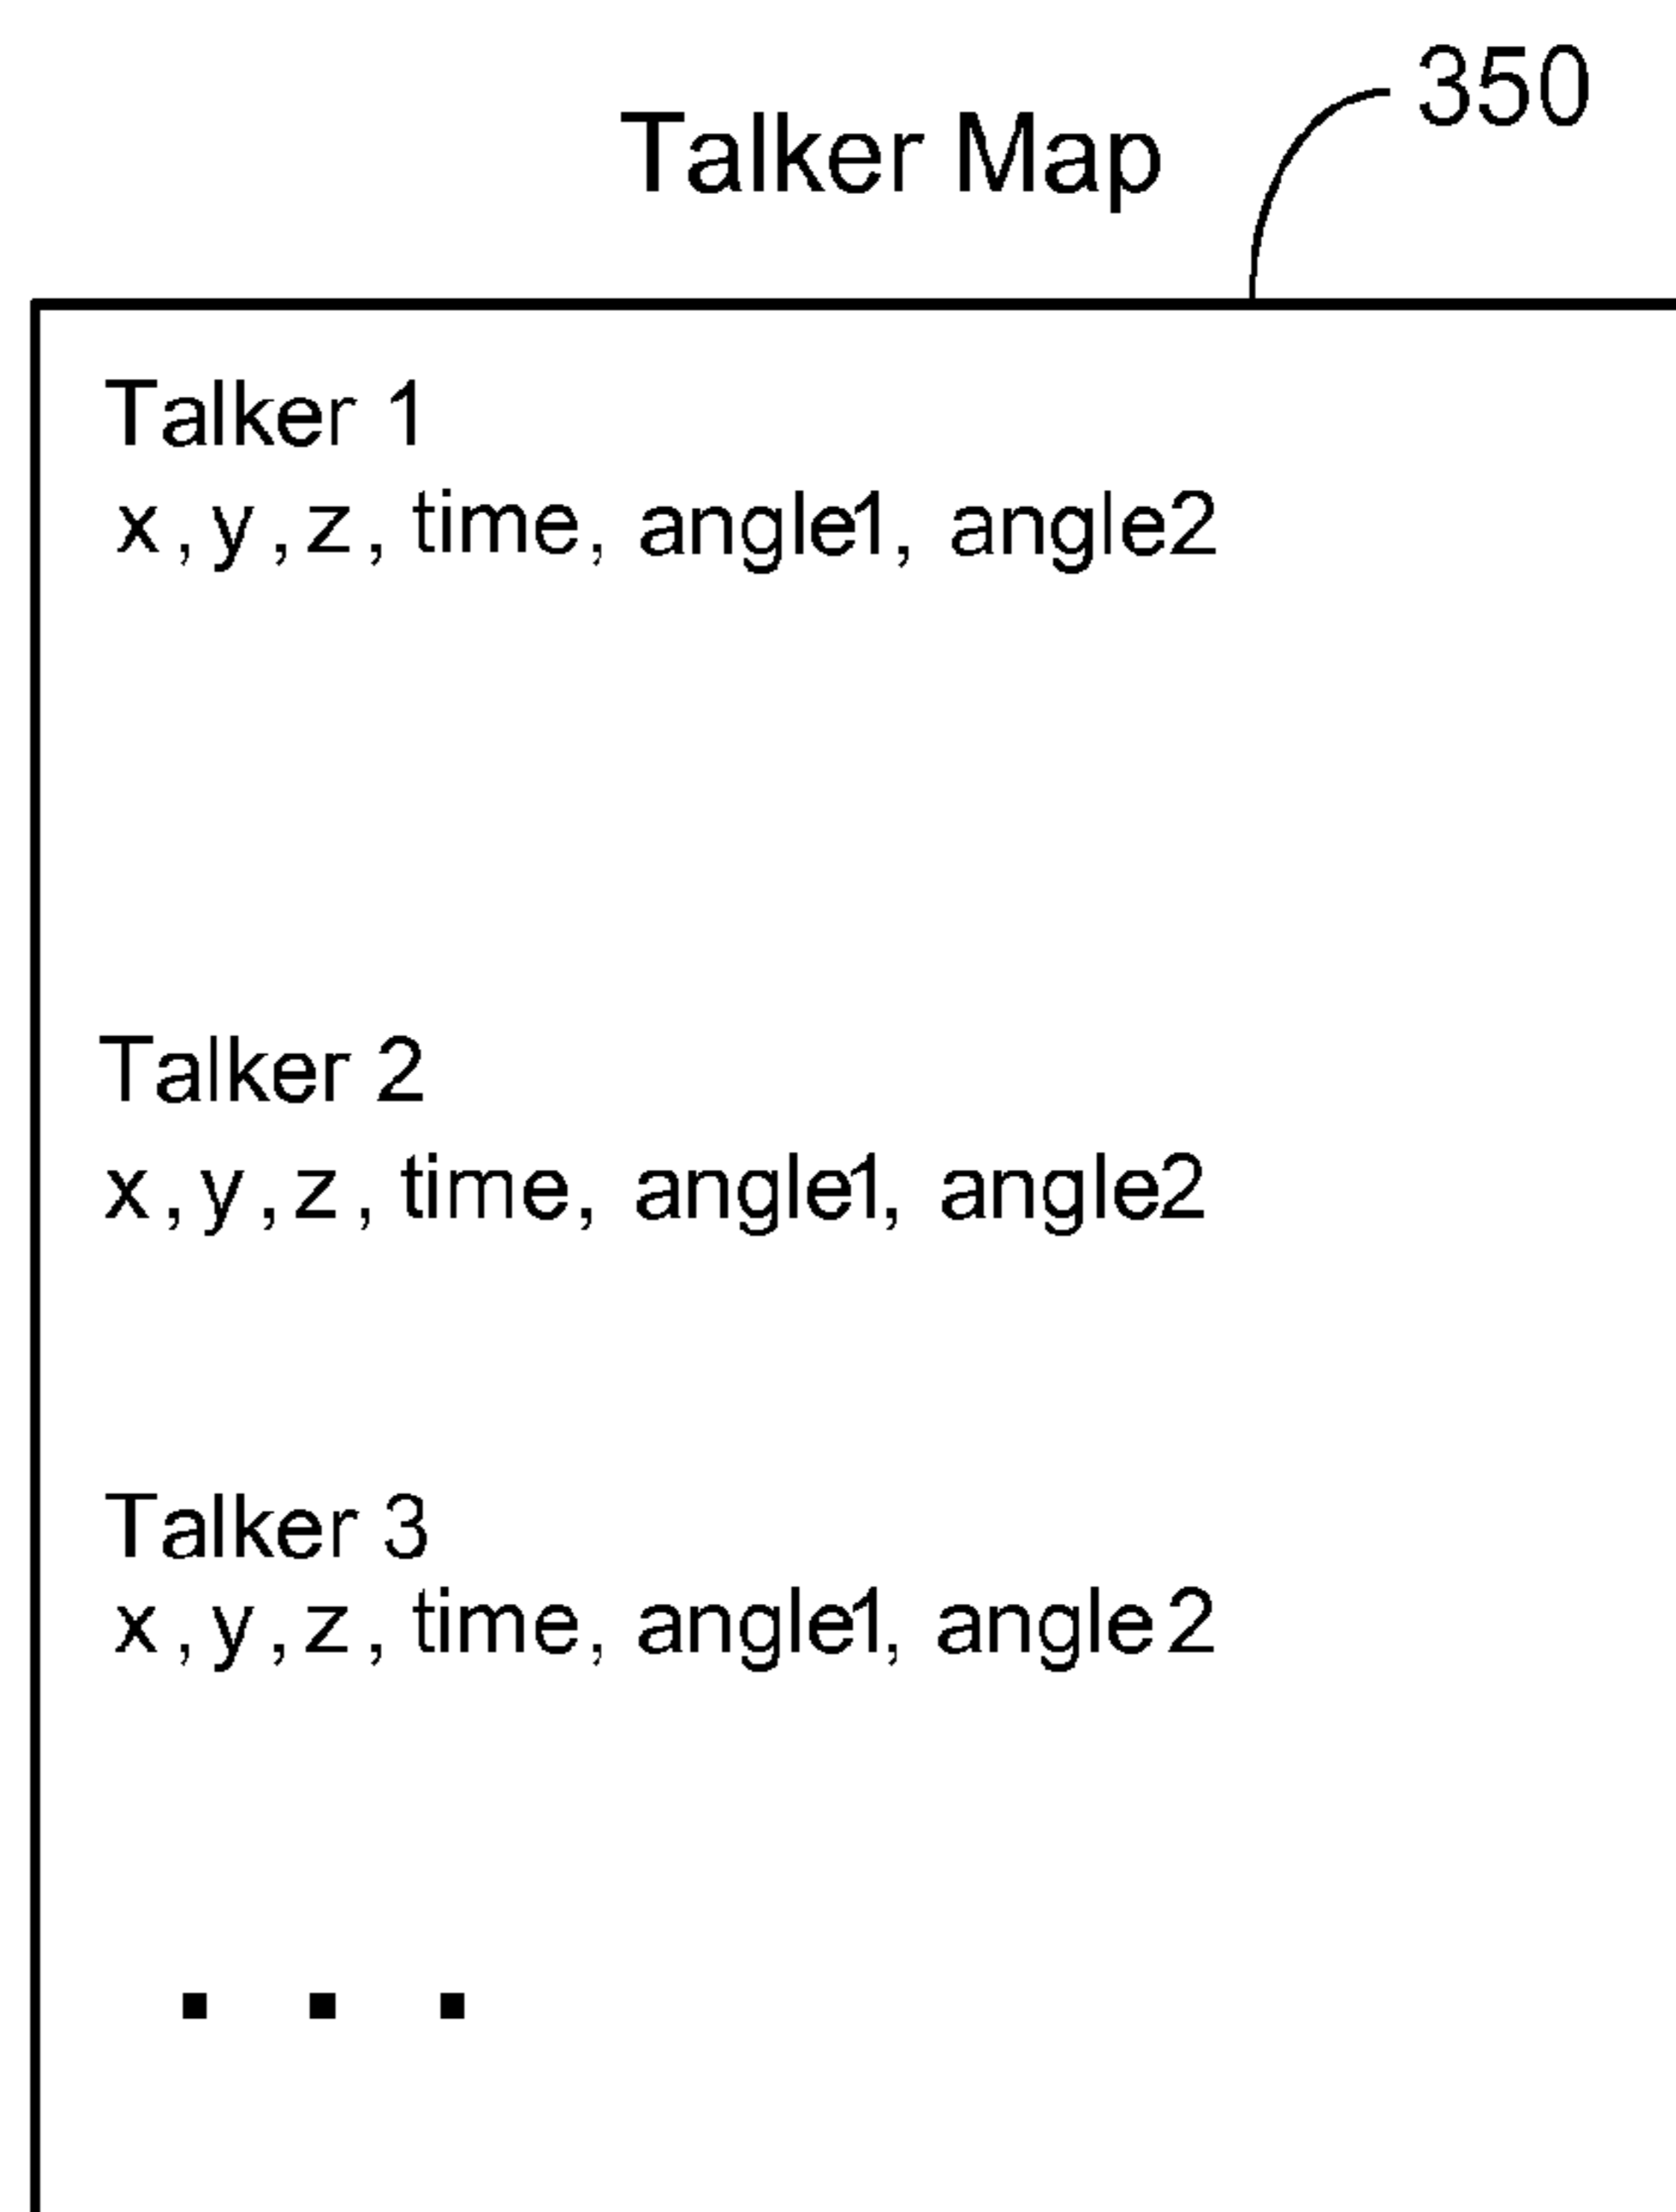 350
Talker Map
Talker 1
x, y, z, time, angle1, angle2
Talker 2
x, y, z, time, angle1, angle2
Talker 3
x, y, z, time, angle1, angle2
. . .